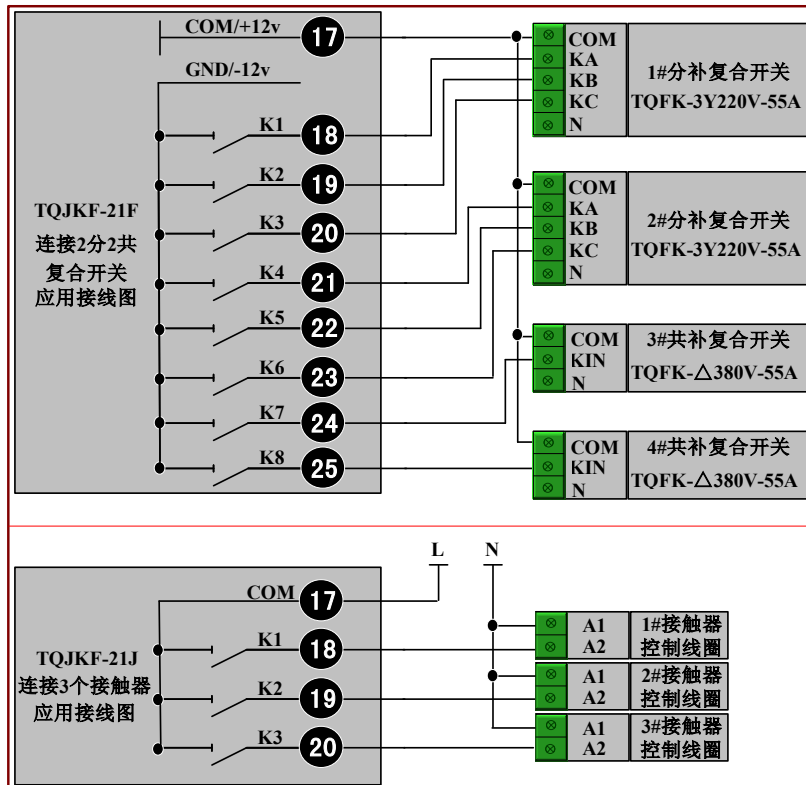 COM/+12v
17
GND/-12v
K1
18
K2
19
K3
20
K4
21
K5
22
K6
23
K7
24
K8
25
TQJKF-21F
连接2分2共
复合开关
应用接线图
COM
KA
KB
KC
N
1#分补复合开关
TQFK-3Y220V-55A
COM
KA
KB
KC
N
2#分补复合开关
TQFK-3Y220V-55A
COM
KIN
N
3#共补复合开关
TQFK-△380V-55A
COM
KIN
N
4#共补复合开关
TQFK-△380V-55A
L
N
COM
17
K1
18
K2
19
K3
20
TQJKF-21J
连接3个接触器
应用接线图
A1
A2
1#接触器
控制线圈
A1
A2
2#接触器
控制线圈
A1
A2
3#接触器
控制线圈